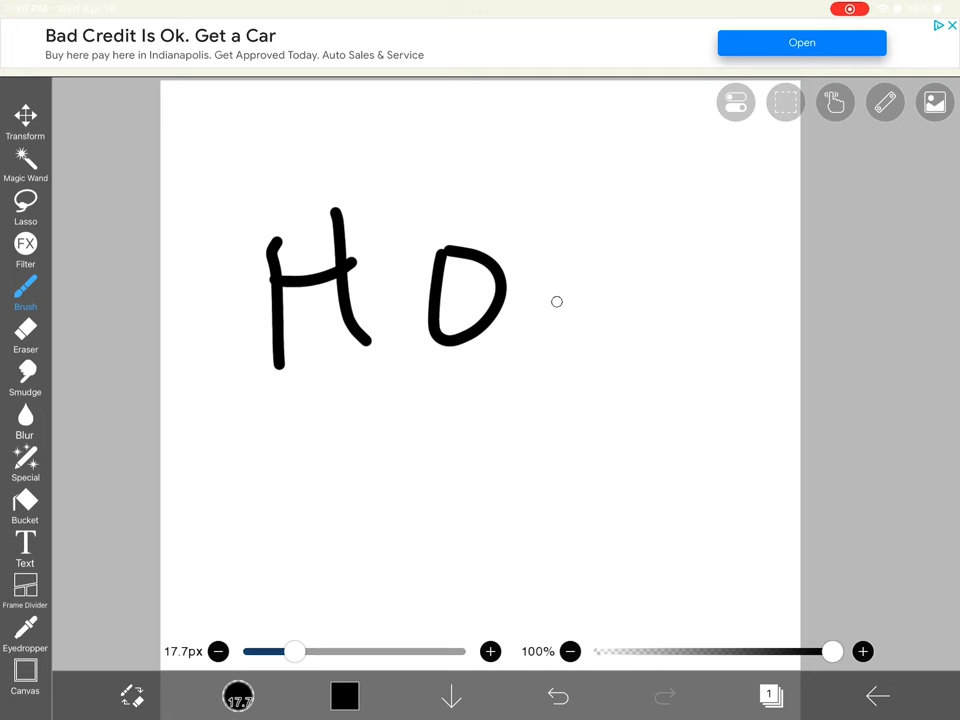 Bad Credit Is Ok. Get a Car
Buy here pay here in Indianapolis. Get Approved Today. Auto Sales & Service
Open
Transform
Magic Wand
Lasso
FX
Filter
Brush
Eraser
Smudge
Blur
Special
Bucket
T
Text
Frame Divider
Eyedropper
Canvas
H O
17.7px
100%
17.7
1